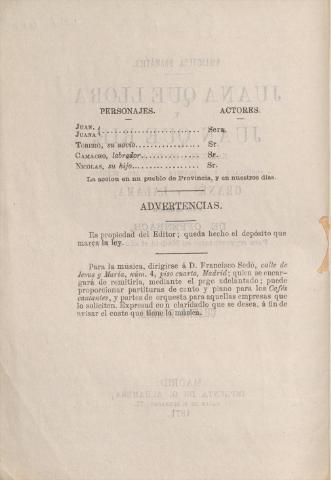 PERSONAJES. ACTORES.
JUAN.
JUANA Sera.
TORIBIO, su novio Sr.
CAMACHO, labrador Sr.
NICOLAS, su hijo Sr.
La accion en un pueblo de Provincia, y en nuestros dias.
ADVERTENCIAS.
Es propiedad del Editor; queda hecho el depósito que
marca la ley.
Para la música, dirigirse á D. Francisco Sedó, calle de
Jesus y María, núm. 4, piso cuarto, Madrid; quien se encar-
gará de remitirla, mediante el pago adelantado; puede
proporcionar partituras de canto y piano para los Cafés
cantantes, y partes de orquesta para aquellas empresas que
lo soliciten. Expresad con claridad lo que se desea, á fin de
avisar el coste que tiene la música.